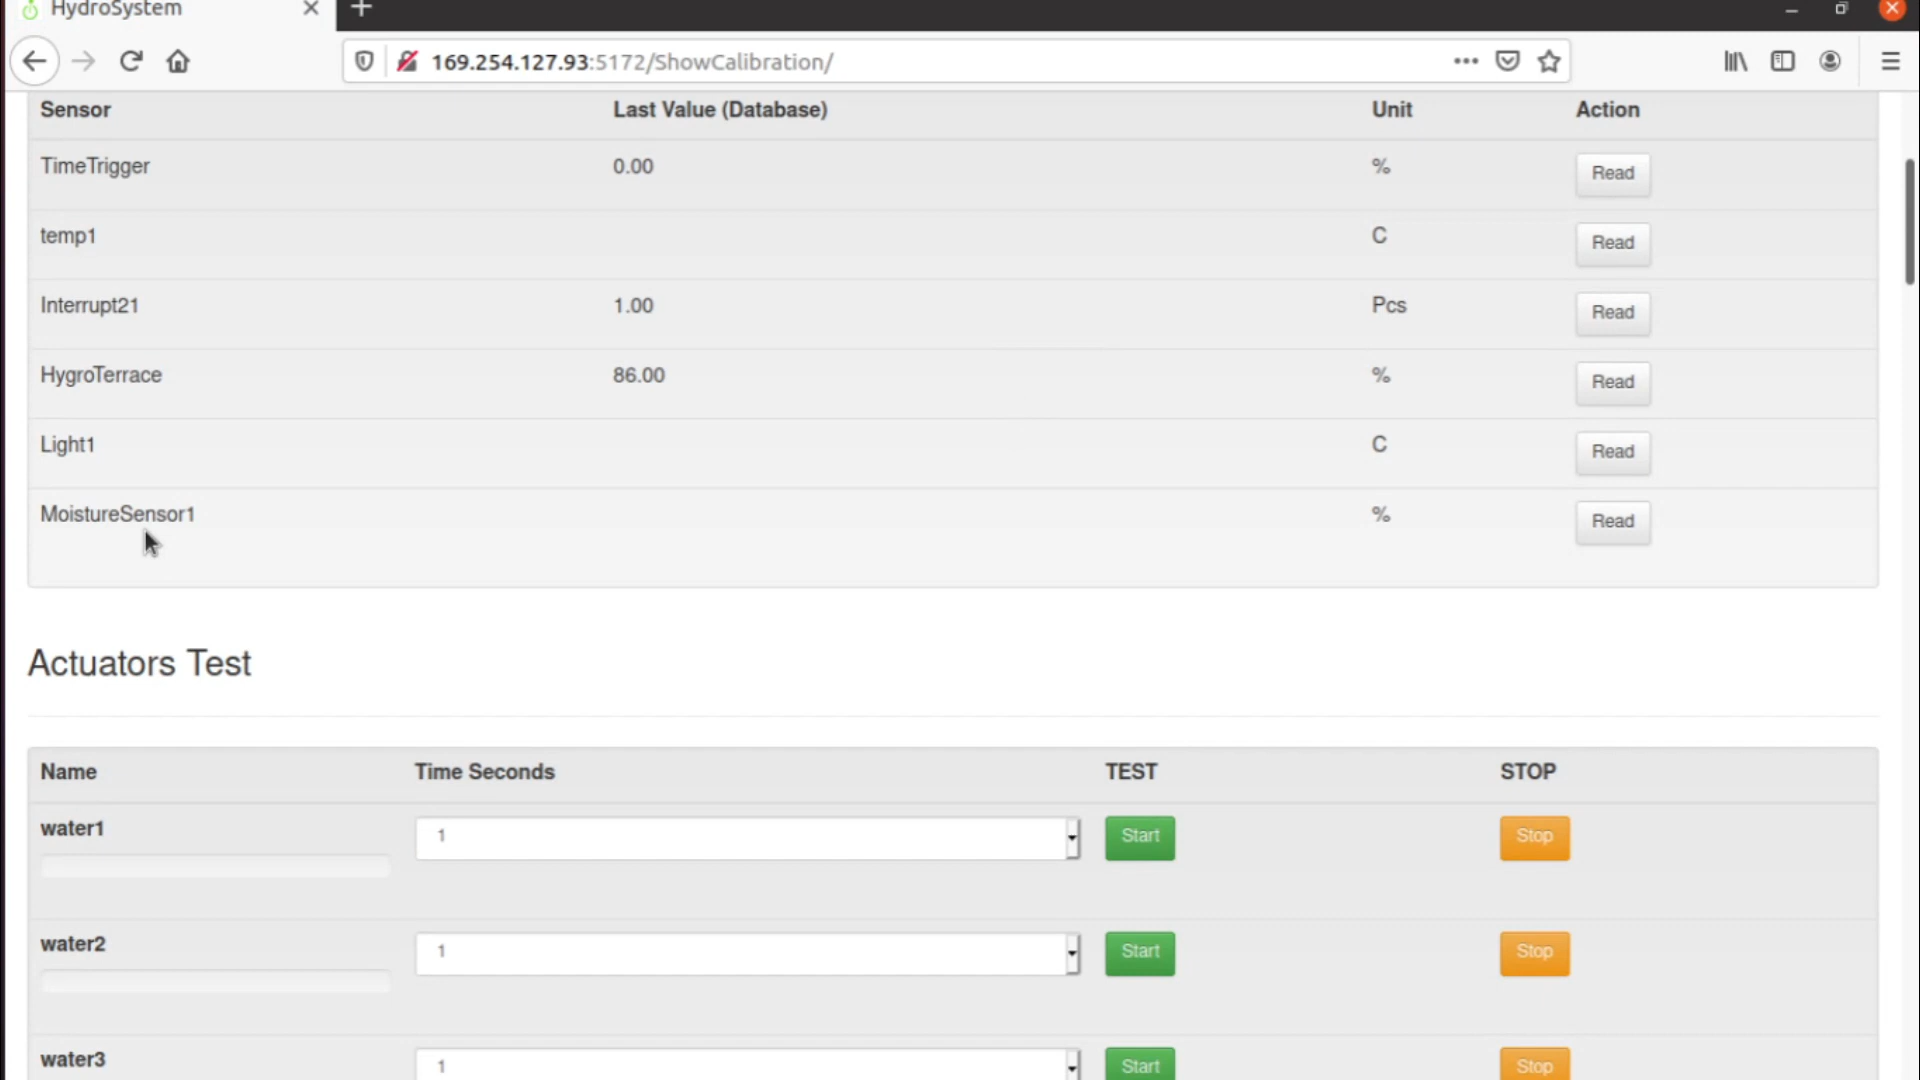 HydroSystem
169.254.127.93:5172/ShowCalibration/
Sensor Last Value (Database) Unit Action
TimeTrigger 0.00 % Read
temp1 C Read
Interrupt21 1.00 Pcs Read
HygroTerrace 86.00 % Read
Light1 C Read
MoistureSensor1 % Read
Actuators Test
Name Time Seconds TEST STOP
water1 1 Start Stop
water2 1 Start Stop
water3 1 Start Stop